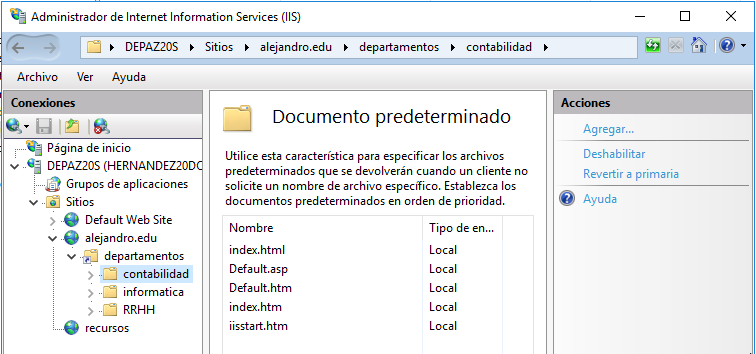 Administrador de Internet Information Services (IIS)
DEPAZ20S Sitios alejandro.edu departamentos contabilidad
Archivo Ver Ayuda
Conexiones
Página de inicio
DEPAZ20S (HERNANDEZ20DO
Grupos de aplicaciones
Sitios
Default Web Site
alejandro.edu
departamentos
contabilidad
informatica
RRHH
recursos
Documento predeterminado
Utilice esta característica para especificar los archivos
predeterminados que se devolverán cuando un cliente no
solicite un nombre de archivo específico. Establezca los
documentos predeterminados en orden de prioridad.
Nombre Tipo de en...
index.html Local
Default.asp Local
Default.htm Local
index.htm Local
iisstart.htm Local
Acciones
Agregar...
Deshabilitar
Revertir a primaria
Ayuda